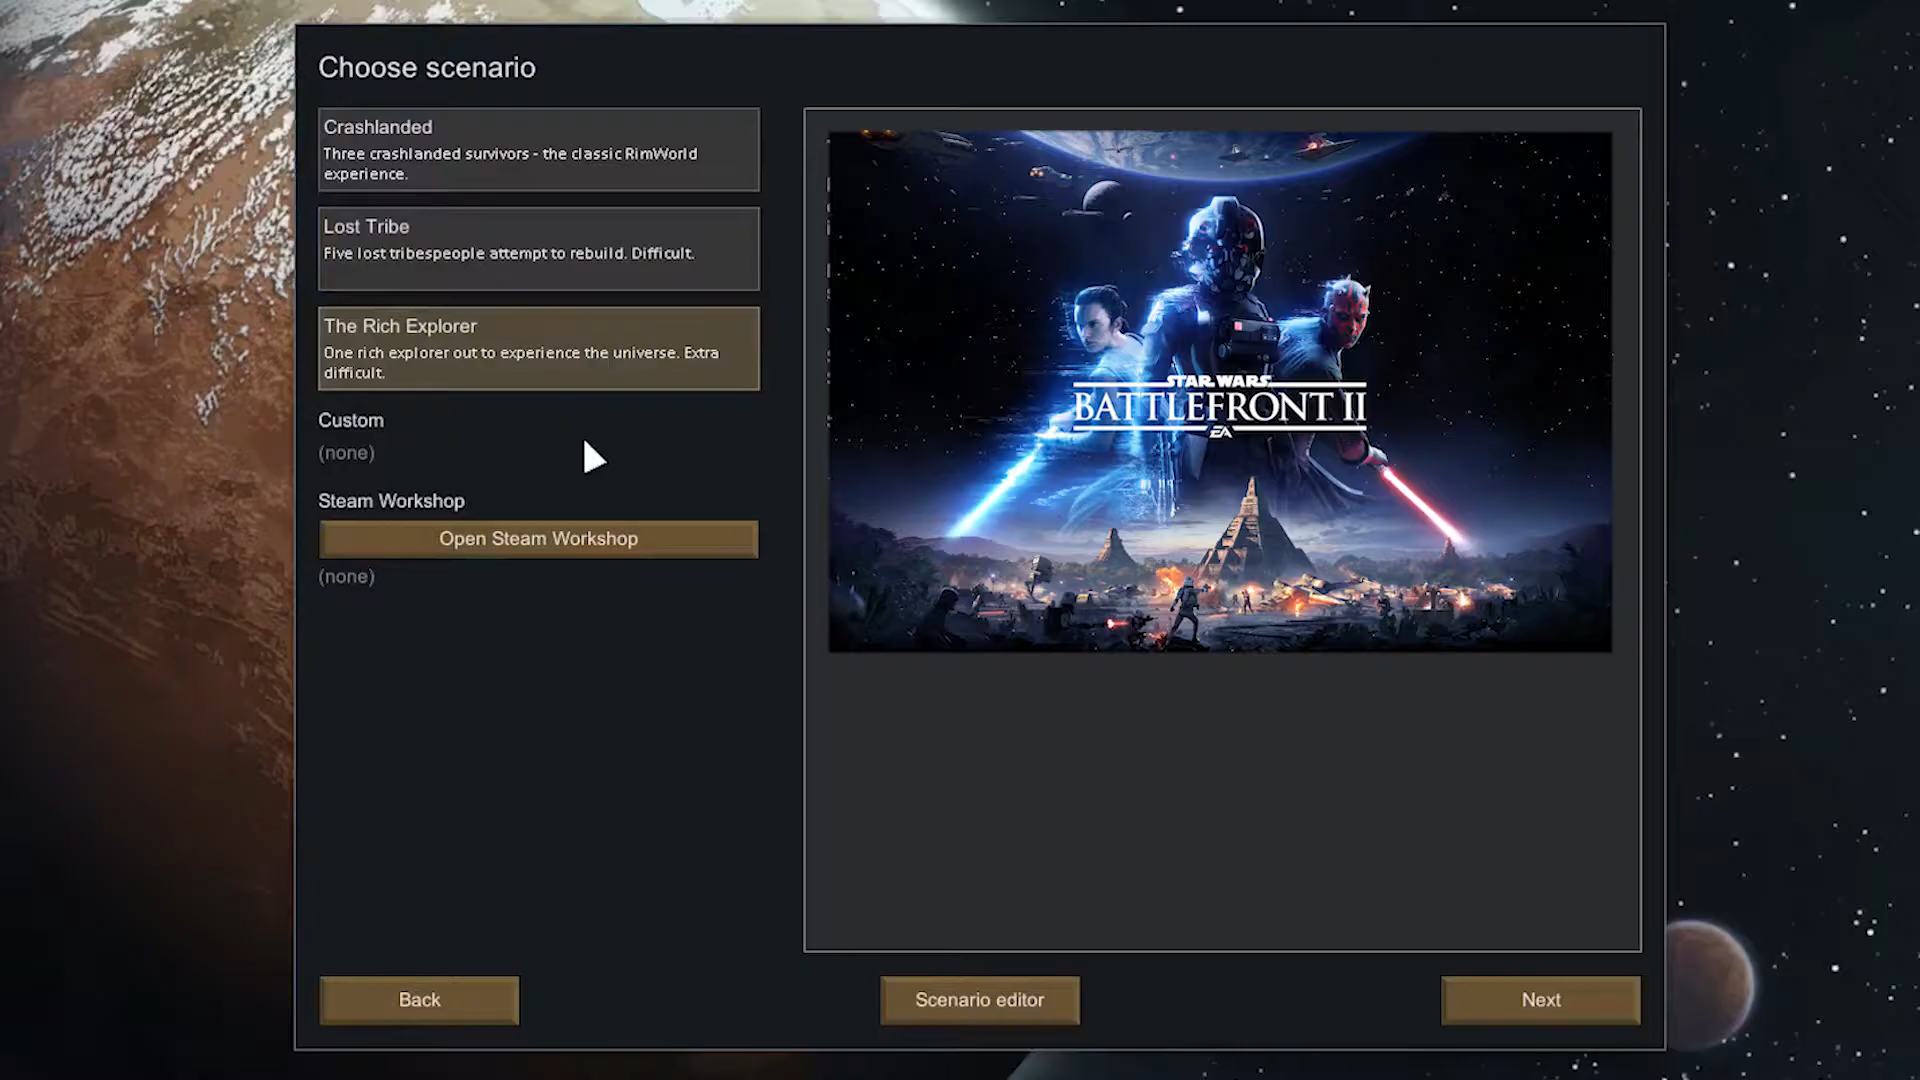 Choose scenario
Crashlanded
Three crashlanded survivors - the classic RimWorld
experience.
Lost Tribe
Five lost tribespeople attempt to rebuild. Difficult.
The Rich Explorer
One rich explorer out to experience the universe. Extra
difficult.
Custom
(none)
Steam Workshop
Open Steam Workshop
(none)
STAR WARS
BATTLEFRONT II
EA
Back
Scenario editor
Next